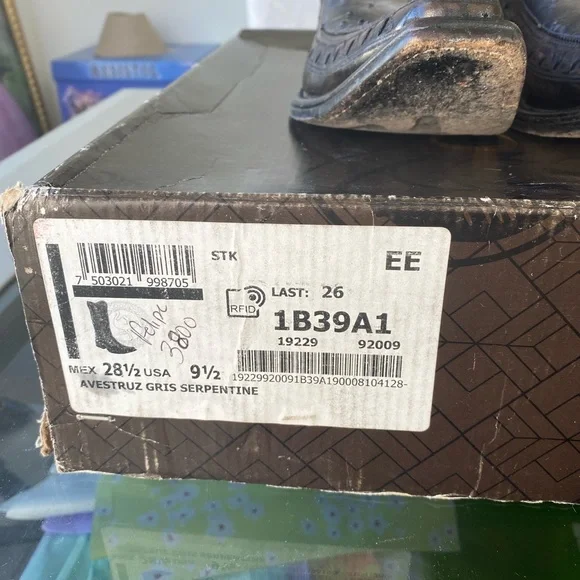 STK
EE
7 503021 998705
RFID
LAST: 26
1B39A1
19229 92009
3800
MEX 28½ USA 9½
19229920091B39A190008104128-
AVESTRUZ GRIS SERPENTINE